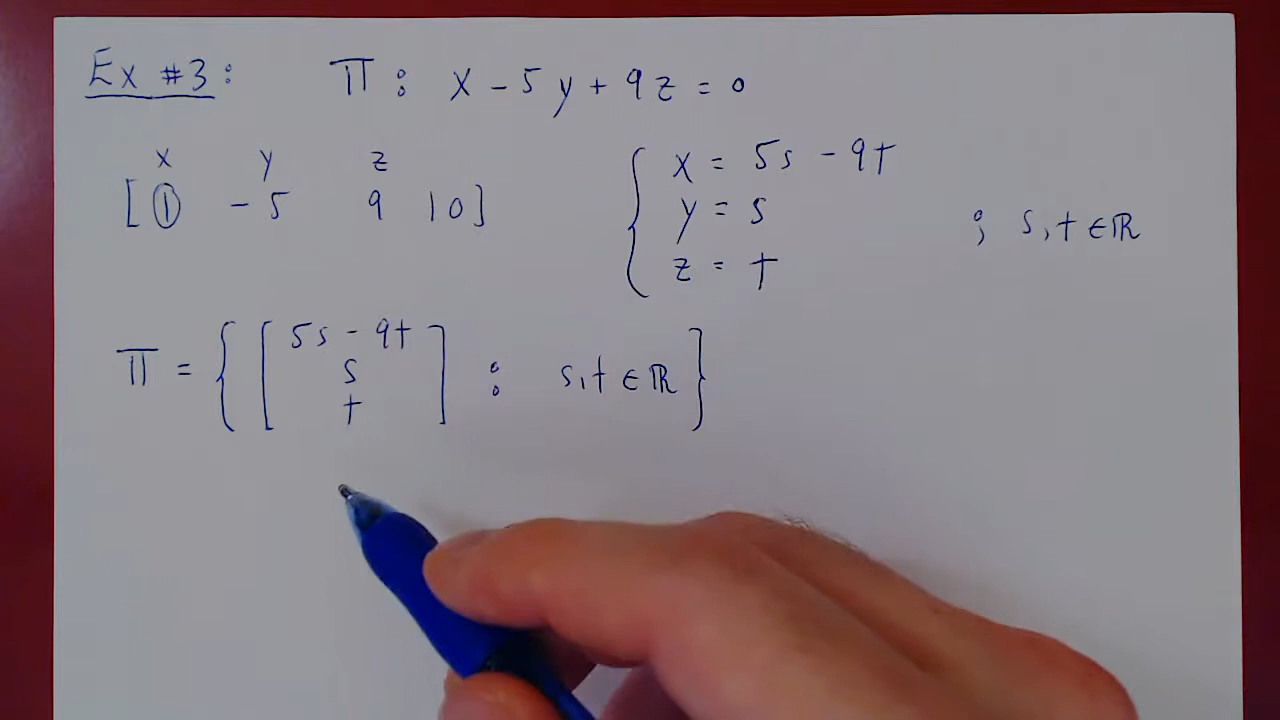 Ex #3: Π: x - 5y + 9z = 0
x y z
[ 1 -5 9 | 0 ]
{ x = 5s - 9t
y = s
z = t
; s,t ∈ ℝ
Π = { [ 5s - 9t
s
t ] : s,t ∈ ℝ }